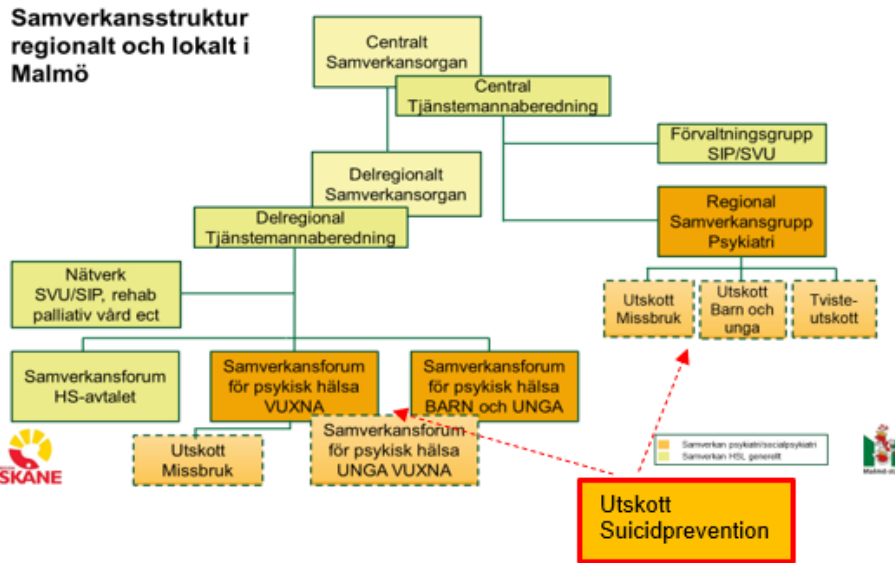 Samverkansstruktur
regionalt och lokalt i
Malmö
Centralt
Samverkansorgan
Central
Tjänstemannaberedning
Förvaltningsgrupp
SIP/SVU
Delregionalt
Samverkansorgan
Regional
Samverkansgrupp
Psykiatri
Delregional
Tjänstemannaberedning
Nätverk
SVU/SIP, rehab
palliativ vård ect
Utskott
Missbruk
Utskott
Barn och
unga
Tviste-
utskott
Samverkansforum
HS-avtalet
Samverkansforum
för psykisk hälsa
VUXNA
Samverkansforum
för psykisk hälsa
BARN och UNGA
Utskott
Missbruk
Samverkansforum
för psykisk hälsa
UNGA VUXNA
Samverkan psykiatri/socialpsykiatri
Samverkan HSL generellt
SKÅNE
Utskott
Suicidprevention